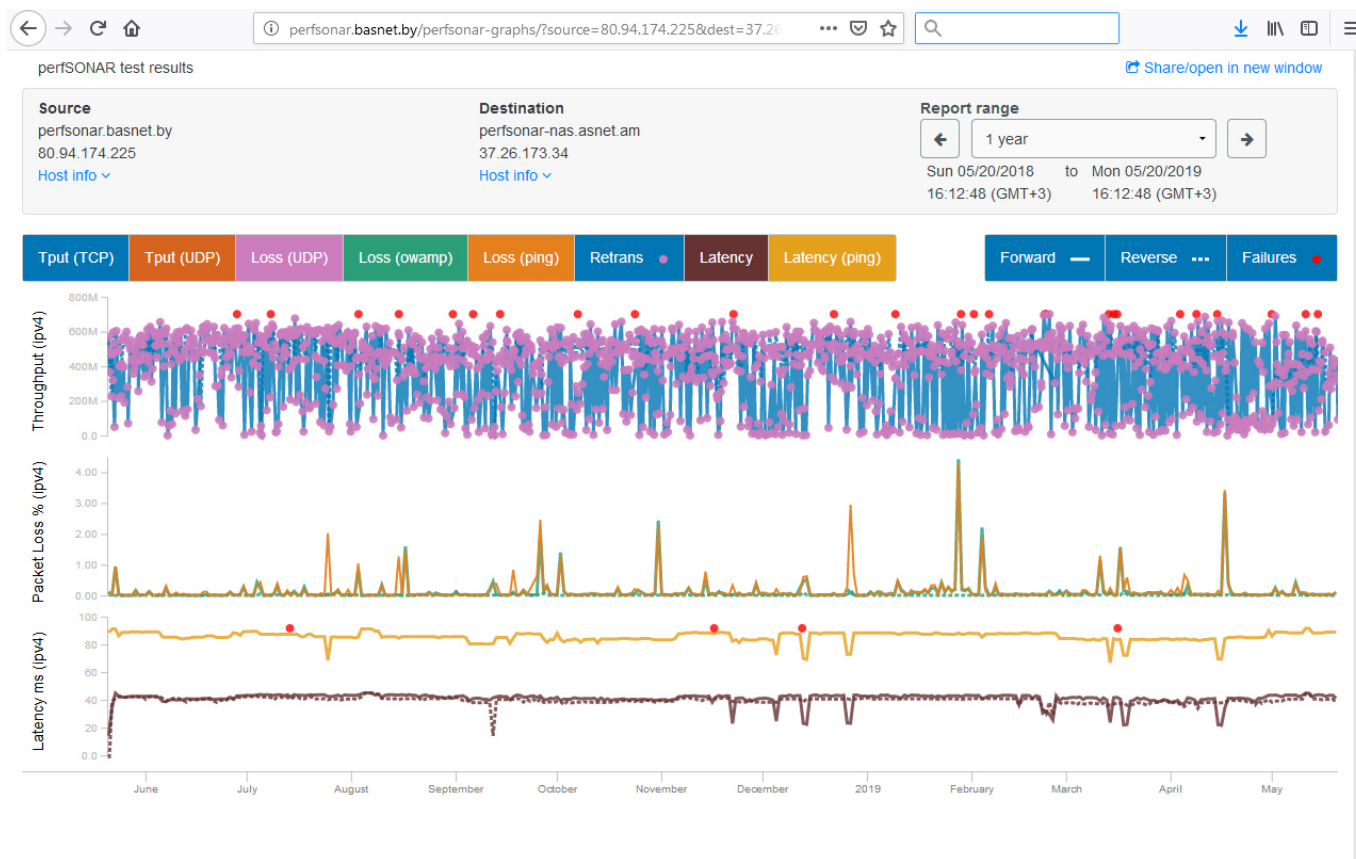 perfsonar.basnet.by/perfsonar-graphs/?source=80.94.174.225&dest=37.26
perfSONAR test results
Share/open in new window
Source
perfsonar.basnet.by
80.94.174.225
Host info
Destination
perfsonar-nas.asnet.am
37.26.173.34
Host info
Report range
1 year
Sun 05/20/2018 to Mon 05/20/2019
16:12:48 (GMT+3) 16:12:48 (GMT+3)
Tput (TCP) Tput (UDP) Loss (UDP) Loss (owamp) Loss (ping) Retrans Latency Latency (ping) Forward Reverse Failures
Throughput (ipv4)
800M
600M
400M
200M
0.0
Packet Loss % (ipv4)
4.00
3.00
2.00
1.00
0.00
Latency ms (ipv4)
100
80
60
40
20
0.0
June July August September October November December 2019 February March April May